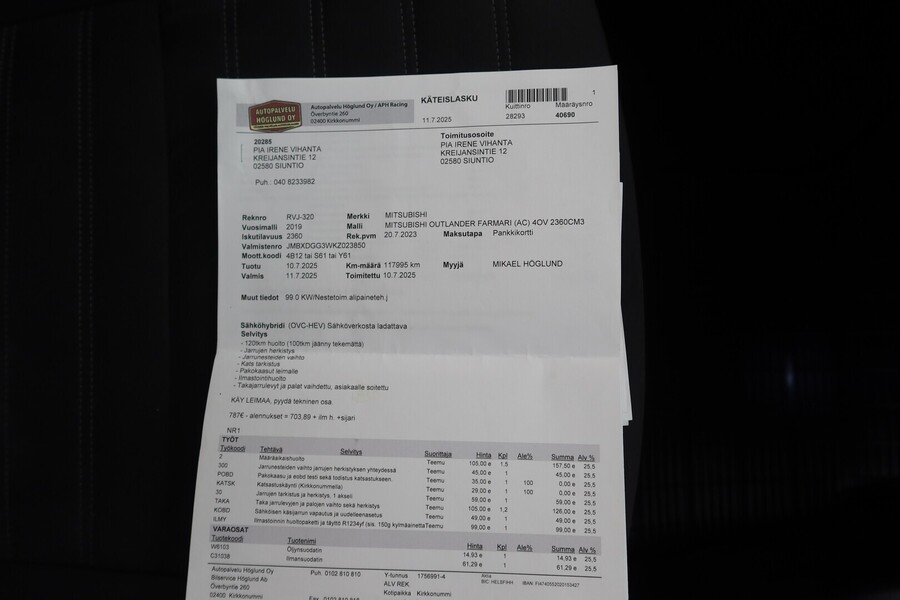 AUTOPALVELU
HÖGLUND OY
Autopalvelu Höglund Oy / APH Racing
Överbyntie 260
02400 Kirkkonummi
KÄTEISLASKU
11.7.2025
1
Kuittinro Määräysnro
28293 40690
20285
PIA IRENE VIHANTA
KREIJANSINTIE 12
02580 SIUNTIO
Puh.: 040 8233982
Toimitusosoite
PIA IRENE VIHANTA
KREIJANSINTIE 12
02580 SIUNTIO
Reknro RVJ-320 Merkki MITSUBISHI
Vuosimalli 2019 Malli MITSUBISHI OUTLANDER FARMARI (AC) 4OV 2360CM3
Iskutilavuus 2360 Rek.pvm 20.7.2023 Maksutapa Pankkikortti
Valmistenro JMBXDGG3WKZ023850
Moott.koodi 4B12 tai S61 tai Y61
Tuotu 10.7.2025 Km-määrä 117995 km Myyjä MIKAEL HÖGLUND
Valmis 11.7.2025 Toimitettu 10.7.2025
Muut tiedot 99.0 KW/Nestetoim.alipaineteh.j
Sähköhybridi (OVC-HEV) Sähköverkosta ladattava
Selvitys
- 120tkm huolto (100tkm jäänny tekemättä)
- Jarrujen herkistys
- Jarrunesteiden vaihto
- Kats tarkistus
- Pakokaasut leimalle
- Ilmastointihuolto
- Takajarrulevyt ja palat vaihdettu, asiakkaalle soitettu
KÄY LEIMAA, pyydä tekninen osa.
787€ - alennukset = 703,89 + ilm h. +sijari
NR1
TYÖT
Työkoodi Tehtävä Selvitys Suorittaja Hinta Kpl Ale% Summa Alv %
2 Määräaikaishuolto Teemu 105,00 e 1,5 157,50 e 25,5
300 Jarrunesteiden vaihto jarrujen herkistyksen yhteydessä Teemu 45,00 e 1 45,00 e 25,5
POBD Pakokaasu ja eobd testi sekä todistus katsastukseen. Teemu 35,00 e 1 100 0,00 e 25,5
KATSK Katsastuskäynti (Kirkkonummella) Teemu 29,00 e 1 100 0,00 e 25,5
30 Jarrujen tarkistus ja herkistys, 1 akseli Teemu 59,00 e 1 59,00 e 25,5
TAKA Taka jarrulevyjen ja palojen vaihto sekä herkistys Teemu 105,00 e 1,2 126,00 e 25,5
KOBD Sähköisen käsijarrun vapautus ja uudelleenasetus Teemu 49,00 e 1 49,00 e 25,5
ILMY Ilmastoinnin huoltopaketti ja täyttö R1234yf (sis. 150g kylmäainetta Teemu 99,00 e 1 99,00 e 25,5
VARAOSAT
Tuotekoodi Tuotenimi Hinta Kpl Ale% Summa Alv %
W6103 Öljynsuodatin 14,93 e 1 14,93 e 25,5
C31038 Ilmansuodatin 61,29 e 1 61,29 e 25,5
Autopalvelu Höglund Oy Puh. 0102 810 810 Y-tunnus 1756991-4
Bilservice Höglund Ab ALV REK.
Överbyntie 260 Kotipaikka Kirkkonummi
02400 Kirkkonummi